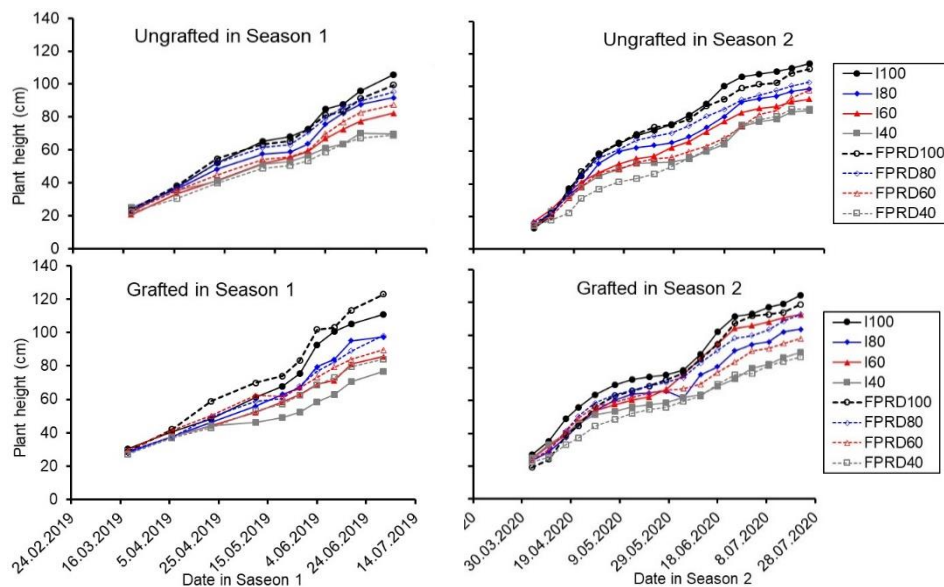 Ungrafted in Season 1
Plant height (cm)
140
120
100
80
60
40
20
0
Ungrafted in Season 2
I100
I80
I60
I40
FPRD100
FPRD80
FPRD60
FPRD40
Grafted in Season 1
Plant height (cm)
140
120
100
80
60
40
20
0
24.02.2019
16.03.2019
5.04.2019
25.04.2019
15.05.2019
4.06.2019
24.06.2019
14.07.2019
Date in Saseon 1
Grafted in Season 2
I100
I80
I60
I40
FPRD100
FPRD80
FPRD60
FPRD40
20
30.03.2020
19.04.2020
9.05.2020
29.05.2020
18.06.2020
8.07.2020
28.07.2020
Date in Season 2